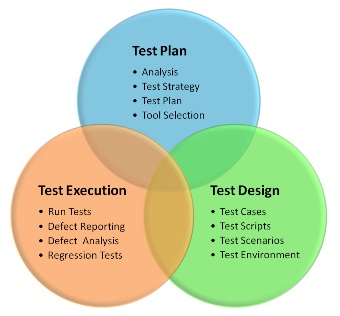 Test Plan
• Analysis
• Test Strategy
• Test Plan
• Tool Selection
Test Execution
• Run Tests
• Defect Reporting
• Defect Analysis
• Regression Tests
Test Design
• Test Cases
• Test Scripts
• Test Scenarios
• Test Environment